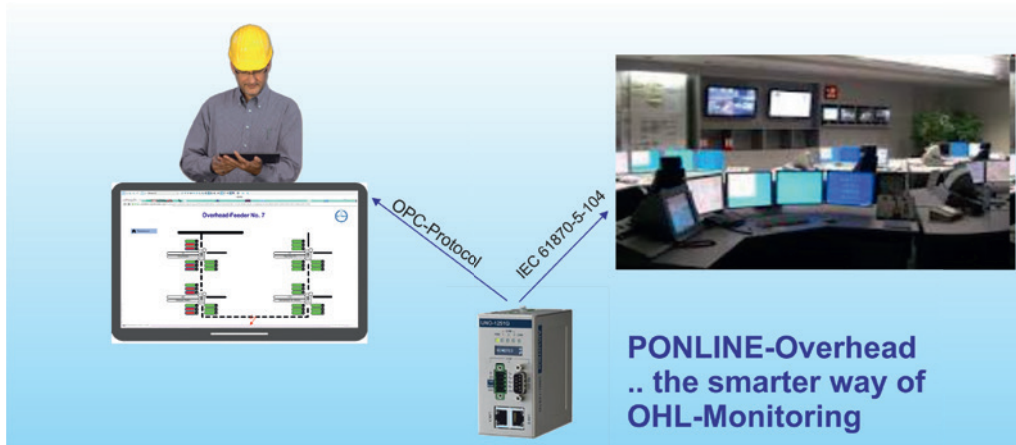 Overhead-Feeder No. 7
OPC-Protocol
IEC 61870-5-104
PONLINE-Overhead
.. the smarter way of
OHL-Monitoring